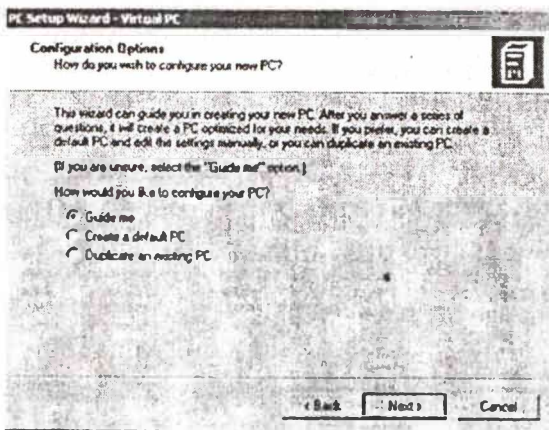 PC Setup Wizard - Virtual PC
Configuration Options
How do you wish to configure your new PC?
This wizard can guide you in creating your new PC. After you answer a series of
questions, it will create a PC optimized for your needs. If you prefer, you can create a
default PC and edit the settings manually, or you can duplicate an existing PC.
(If you are unsure, select the "Guide me" option.)
How would you like to configure your PC?
Guide me
Create a default PC
Duplicate an existing PC
< Back Next > Cancel